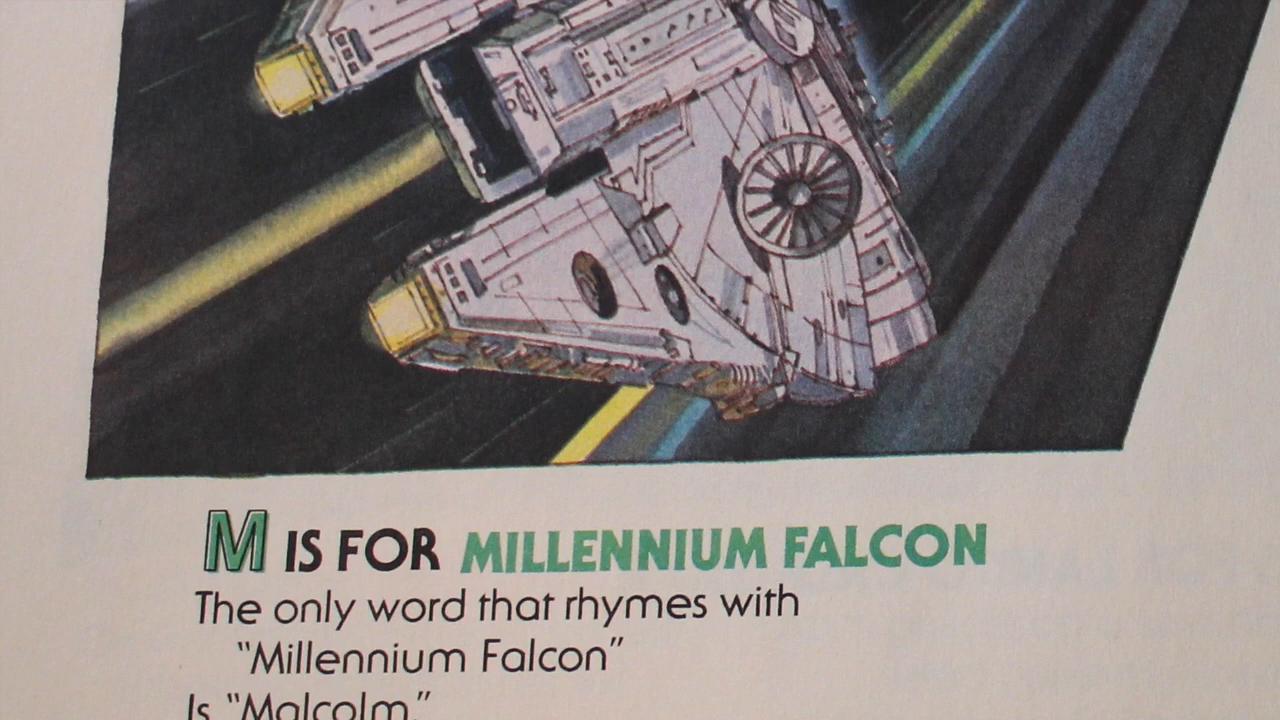 M IS FOR MILLENNIUM FALCON
The only word that rhymes with
"Millennium Falcon"
Is "Malcolm."